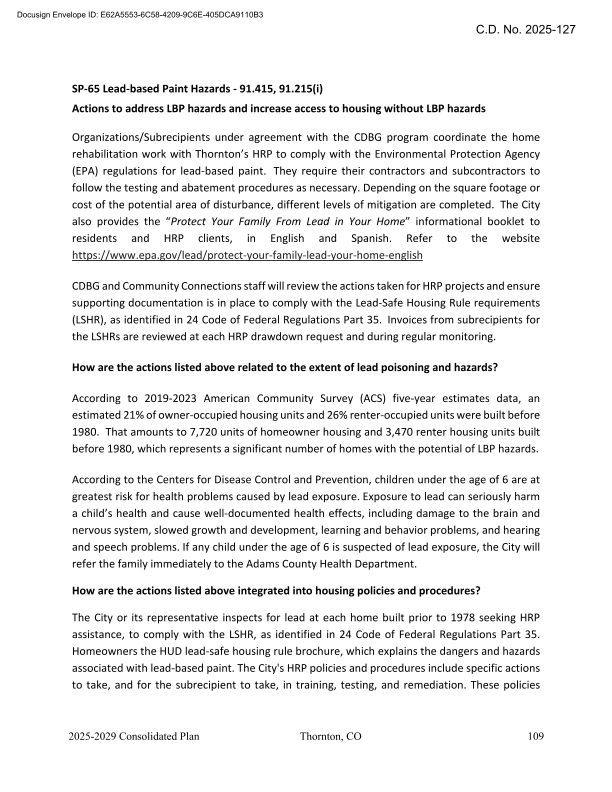 Docusign Envelope ID: E62A5553-6C58-4209-9C6E-405DCA9110B3
C.D. No. 2025-127
SP-65 Lead-based Paint Hazards - 91.415, 91.215(i)
Actions to address LBP hazards and increase access to housing without LBP hazards
Organizations/Subrecipients under agreement with the CDBG program coordinate the home
rehabilitation work with Thornton’s HRP to comply with the Environmental Protection Agency
(EPA) regulations for lead-based paint. They require their contractors and subcontractors to
follow the testing and abatement procedures as necessary. Depending on the square footage or
cost of the potential area of disturbance, different levels of mitigation are completed. The City
also provides the “Protect Your Family From Lead in Your Home” informational booklet to
residents and HRP clients, in English and Spanish. Refer to the website
https://www.epa.gov/lead/protect-your-family-lead-your-home-english
CDBG and Community Connections staff will review the actions taken for HRP projects and ensure
supporting documentation is in place to comply with the Lead-Safe Housing Rule requirements
(LSHR), as identified in 24 Code of Federal Regulations Part 35. Invoices from subrecipients for
the LSHRs are reviewed at each HRP drawdown request and during regular monitoring.
How are the actions listed above related to the extent of lead poisoning and hazards?
According to 2019-2023 American Community Survey (ACS) five-year estimates data, an
estimated 21% of owner-occupied housing units and 26% renter-occupied units were built before
1980. That amounts to 7,720 units of homeowner housing and 3,470 renter housing units built
before 1980, which represents a significant number of homes with the potential of LBP hazards.
According to the Centers for Disease Control and Prevention, children under the age of 6 are at
greatest risk for health problems caused by lead exposure. Exposure to lead can seriously harm
a child’s health and cause well-documented health effects, including damage to the brain and
nervous system, slowed growth and development, learning and behavior problems, and hearing
and speech problems. If any child under the age of 6 is suspected of lead exposure, the City will
refer the family immediately to the Adams County Health Department.
How are the actions listed above integrated into housing policies and procedures?
The City or its representative inspects for lead at each home built prior to 1978 seeking HRP
assistance, to comply with the LSHR, as identified in 24 Code of Federal Regulations Part 35.
Homeowners the HUD lead-safe housing rule brochure, which explains the dangers and hazards
associated with lead-based paint. The City's HRP policies and procedures include specific actions
to take, and for the subrecipient to take, in training, testing, and remediation. These policies
2025-2029 Consolidated Plan
Thornton, CO
109